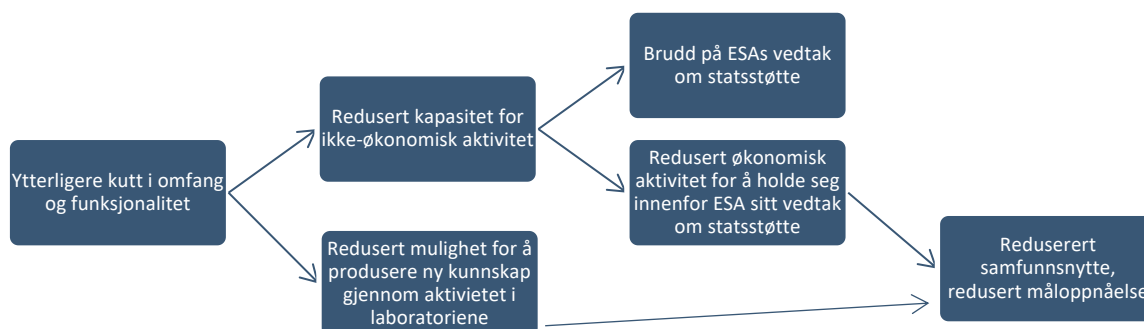 Ytterligere kutt i omfang
og funksjonalitet
Redusert kapasitet for
ikke-økonomisk aktivitet
Redusert mulighet for å
produsere ny kunnskap
gjennom aktivietet i
laboratoriene
Brudd på ESAs vedtak
om statsstøtte
Redusert økonomisk
aktivitet for å holde seg
innenfor ESA sitt vedtak
om statsstøtte
Reduserert
samfunnsnytte,
redusert måloppnåelse